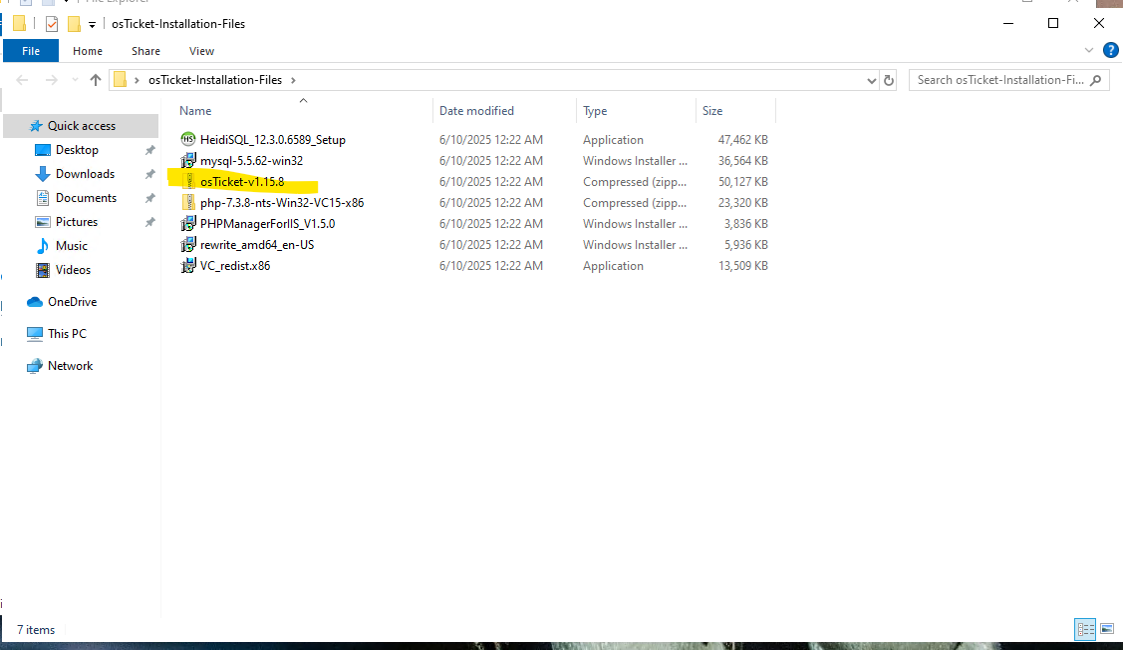 File Explorer
osTicket-Installation-Files
File Home Share View
osTicket-Installation-Files Search osTicket-Installation-Fi...
Name Date modified Type Size
Quick access
Desktop
Downloads
Documents
Pictures
Music
Videos
OneDrive
This PC
Network
HS HeidiSQL_12.3.0.6589_Setup 6/10/2025 12:22 AM Application 47,462 KB
mysql-5.5.62-win32 6/10/2025 12:22 AM Windows Installer ... 36,564 KB
osTicket-v1.15.8 6/10/2025 12:22 AM Compressed (zipp... 50,127 KB
php-7.3.8-nts-Win32-VC15-x86 6/10/2025 12:22 AM Compressed (zipp... 23,320 KB
PHPManagerForIIS_V1.5.0 6/10/2025 12:22 AM Windows Installer ... 3,836 KB
rewrite_amd64_en-US 6/10/2025 12:22 AM Windows Installer ... 5,936 KB
VC_redist.x86 6/10/2025 12:22 AM Application 13,509 KB
7 items